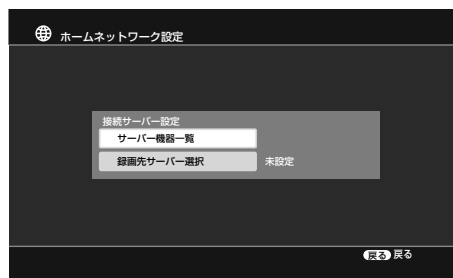 ホームネットワーク設定
接続サーバー設定
サーバー機器一覧
録画先サーバー選択 未設定
戻る 戻る